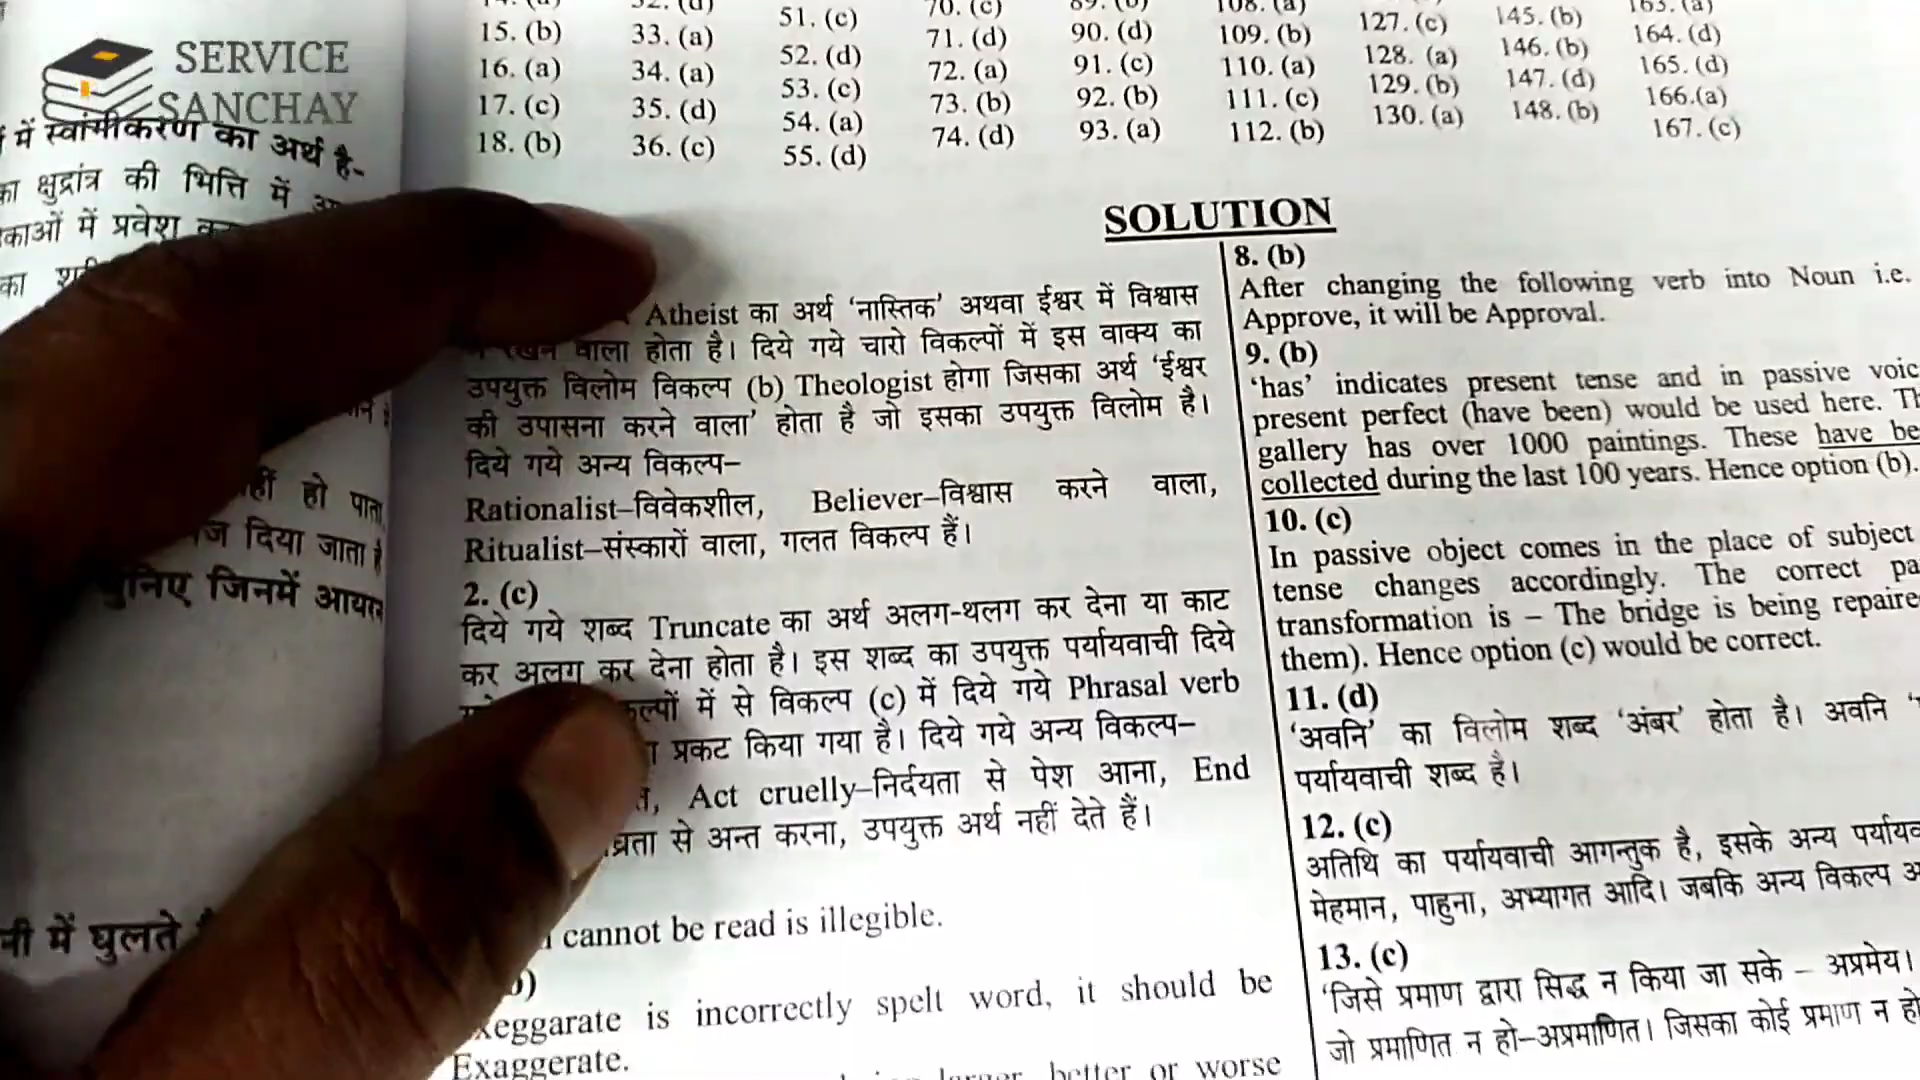 SERVICE
SANCHAY
में स्वांगीकरण का अर्थ है-
का क्षुद्रांत्र की भित्ति में
काओं में प्रवेश
का
हीं हो पाता
दिया जाता है
चुनिए जिनमें आयरन
नी में घुलते
51. (c)
70. (c)
108. (a)
127. (c)
145. (b)
163. (a)
15. (b)
33. (a)
52. (d)
71. (d)
90. (d)
109. (b)
128. (a)
146. (b)
164. (d)
16. (a)
34. (a)
53. (c)
72. (a)
91. (c)
110. (a)
129. (b)
147. (d)
165. (d)
17. (c)
35. (d)
54. (a)
73. (b)
92. (b)
111. (c)
130. (a)
148. (b)
166.(a)
18. (b)
36. (c)
55. (d)
74. (d)
93. (a)
112. (b)
167. (c)
SOLUTION
Atheist का अर्थ ‘नास्तिक’ अथवा ईश्वर में विश्वास
न रखने वाला होता है। दिये गये चारो विकल्पों में इस वाक्य का
उपयुक्त विलोम विकल्प (b) Theologist होगा जिसका अर्थ ‘ईश्वर
की उपासना करने वाला’ होता है जो इसका उपयुक्त विलोम है।
दिये गये अन्य विकल्प–
Rationalist–विवेकशील, Believer–विश्वास करने वाला,
Ritualist–संस्कारों वाला, गलत विकल्प हैं।
2. (c)
दिये गये शब्द Truncate का अर्थ अलग-थलग कर देना या काट
कर अलग कर देना होता है। इस शब्द का उपयुक्त पर्यायवाची दिये
में से विकल्प (c) में दिये गये Phrasal verb
प्रकट किया गया है। दिये गये अन्य विकल्प–
Act cruelly–निर्दयता से पेश आना, End
से अन्त करना, उपयुक्त अर्थ नहीं देते हैं।
cannot be read is illegible.
Exeggarate is incorrectly spelt word, it should be
Exaggerate.
larger, better or worse
8. (b)
After changing the following verb into Noun i.e.
Approve, it will be Approval.
9. (b)
‘has’ indicates present tense and in passive voic
present perfect (have been) would be used here. Th
gallery has over 1000 paintings. These have be
collected during the last 100 years. Hence option (b).
10. (c)
In passive object comes in the place of subject
tense changes accordingly. The correct pa
transformation is – The bridge is being repaire
them). Hence option (c) would be correct.
11. (d)
‘अवनि’ का विलोम शब्द ‘अंबर’ होता है। अवनि
पर्यायवाची शब्द है।
12. (c)
अतिथि का पर्यायवाची आगन्तुक है, इसके अन्य पर्यायव
मेहमान, पाहुना, अभ्यागत आदि। जबकि अन्य विकल्प अ
13. (c)
‘जिसे प्रमाण द्वारा सिद्ध न किया जा सके – अप्रमेय।
जो प्रमाणित न हो–अप्रमाणित। जिसका कोई प्रमाण न हो